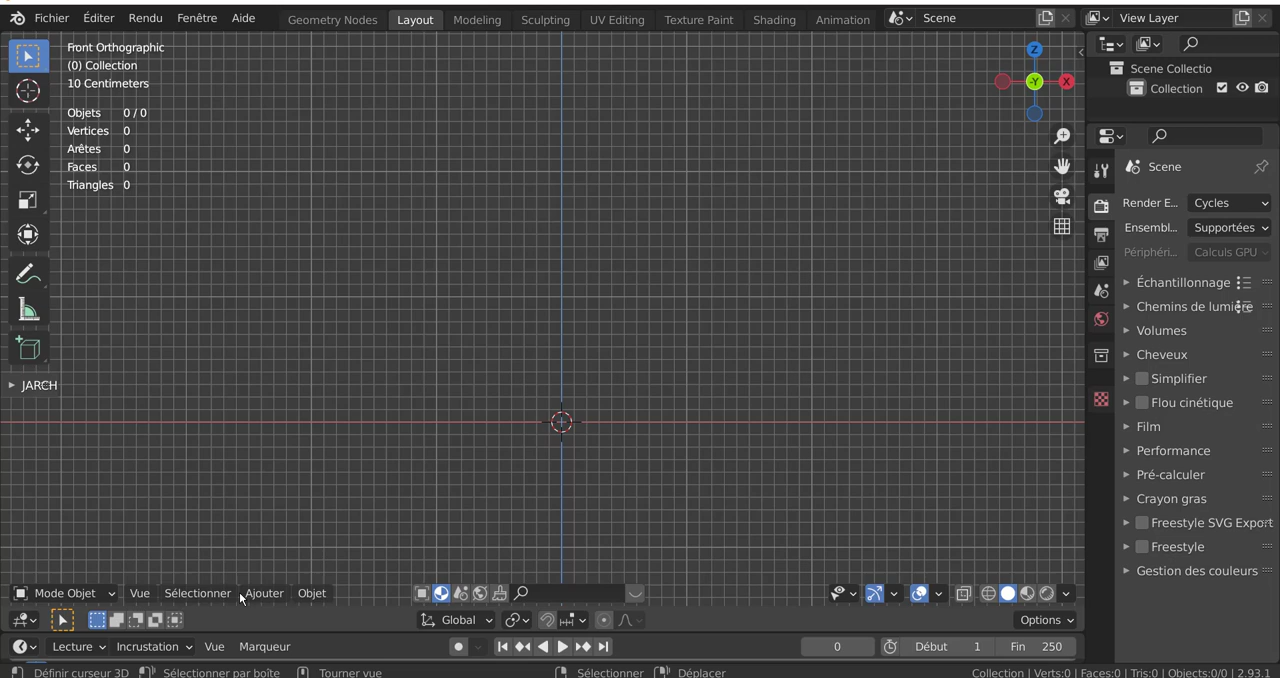 Fichier Éditer Rendu Fenêtre Aide Geometry Nodes Layout Modeling Sculpting UV Editing Texture Paint Shading Animation Scene View Layer
Front Orthographic
(0) Collection
10 Centimeters
Objets 0 / 0
Vertices 0
Arêtes 0
Faces 0
Triangles 0
Z
-Y
X
JARCH
Scene Collectio
Collection
Scene
Render E... Cycles
Ensembl... Supportées
Périphéri... Calculs GPU
Échantillonnage
Chemins de lumière
Volumes
Cheveux
Simplifier
Flou cinétique
Film
Performance
Pré-calculer
Crayon gras
Freestyle SVG Export
Freestyle
Gestion des couleurs
Mode Objet Vue Sélectionner Ajouter Objet
Global Options
Lecture Incrustation Vue Marqueur 0 Début 1 Fin 250
Définir curseur 3D Sélectionner par boîte Tourner vue Sélectionner Déplacer Collection | Verts:0 | Faces:0 | Tris:0 | Objects:0/0 | 2.93.1